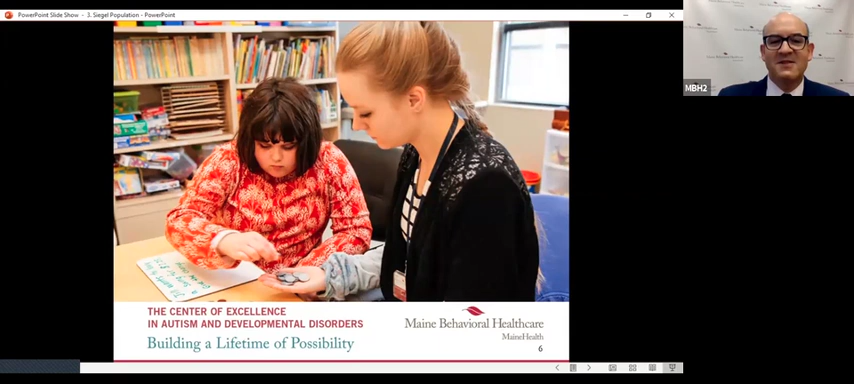 PowerPoint Slide Show - 3. Siegel Population - PowerPoint
MBH2
THE CENTER OF EXCELLENCE
IN AUTISM AND DEVELOPMENTAL DISORDERS
Building a Lifetime of Possibility
Maine Behavioral Healthcare
MaineHealth
6